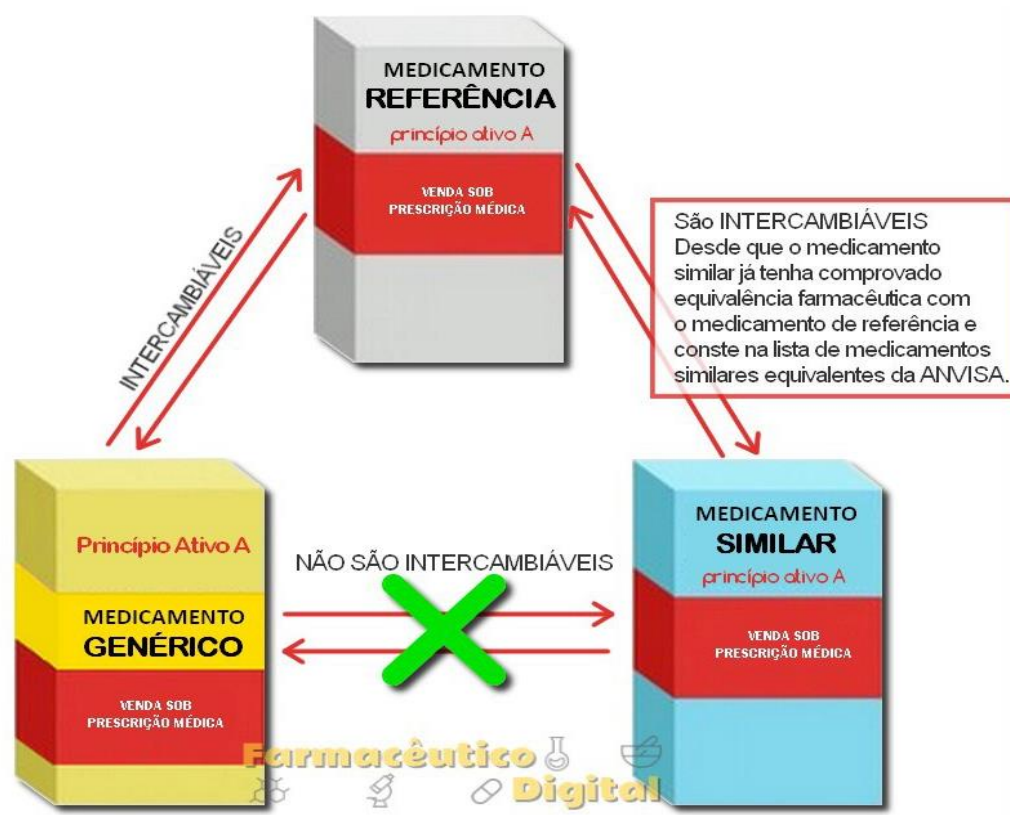 MEDICAMENTO
REFERÊNCIA
princípio ativo A
VENDA SOB
PRESCRIÇÃO MÉDICA
INTERCAMBIÁVEIS
São INTERCAMBIÁVEIS
Desde que o medicamento
similar já tenha comprovado
equivalência farmacêutica com
o medicamento de referência e
conste na lista de medicamentos
similares equivalentes da ANVISA.
Princípio Ativo A
MEDICAMENTO
GENÉRICO
VENDA SOB
PRESCRIÇÃO MÉDICA
NÃO SÃO INTERCAMBIÁVEIS
MEDICAMENTO
SIMILAR
princípio ativo A
VENDA SOB
PRESCRIÇÃO MÉDICA
Farmacêutico
Digital